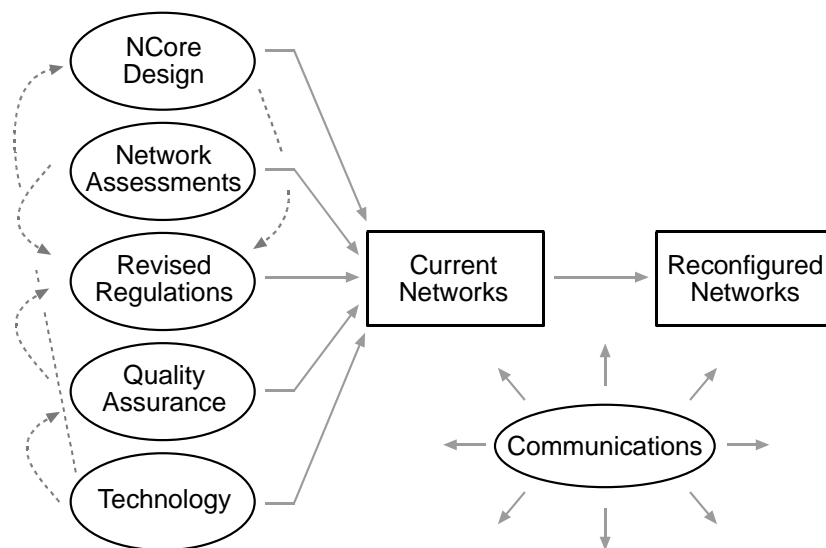 NCore
Design
Network
Assessments
Revised
Regulations
Quality
Assurance
Technology
Current
Networks
Reconfigured
Networks
Communications